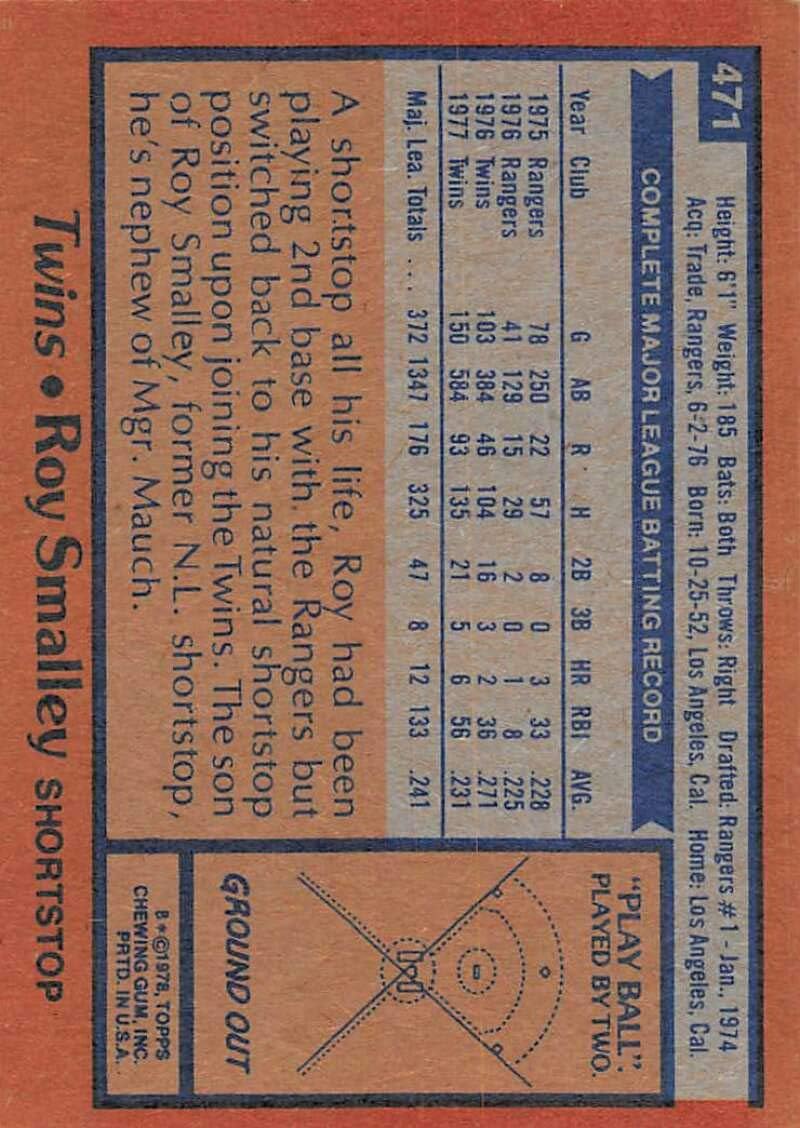 471
Height: 6'1" Weight: 185 Bats: Both Throws: Right Drafted: Rangers #1 - Jan., 1974
Acq: Trade, Rangers, 6-2-76 Born: 10-25-52, Los Angeles, Cal. Home: Los Angeles, Cal.
COMPLETE MAJOR LEAGUE BATTING RECORD
Year Club G AB R H 2B 3B HR RBI AVG.
1975 Rangers 78 250 22 57 8 0 3 33 .228
1976 Rangers 41 129 15 29 2 0 1 8 .225
1976 Twins 103 384 46 104 16 3 2 36 .271
1977 Twins 150 584 93 135 21 5 6 56 .231
Maj. Lea. Totals .... 372 1347 176 325 47 8 12 133 .241
A shortstop all his life, Roy had been
playing 2nd base with the Rangers but
switched back to his natural shortstop
position upon joining the Twins. The son
of Roy Smalley, former N.L. shortstop,
he's nephew of Mgr. Mauch.
"PLAY BALL":
PLAYED BY TWO.
GROUND OUT
B*©1978, TOPPS
CHEWING GUM, INC.
PRTD. IN U.S.A.
Twins • Roy Smalley SHORTSTOP